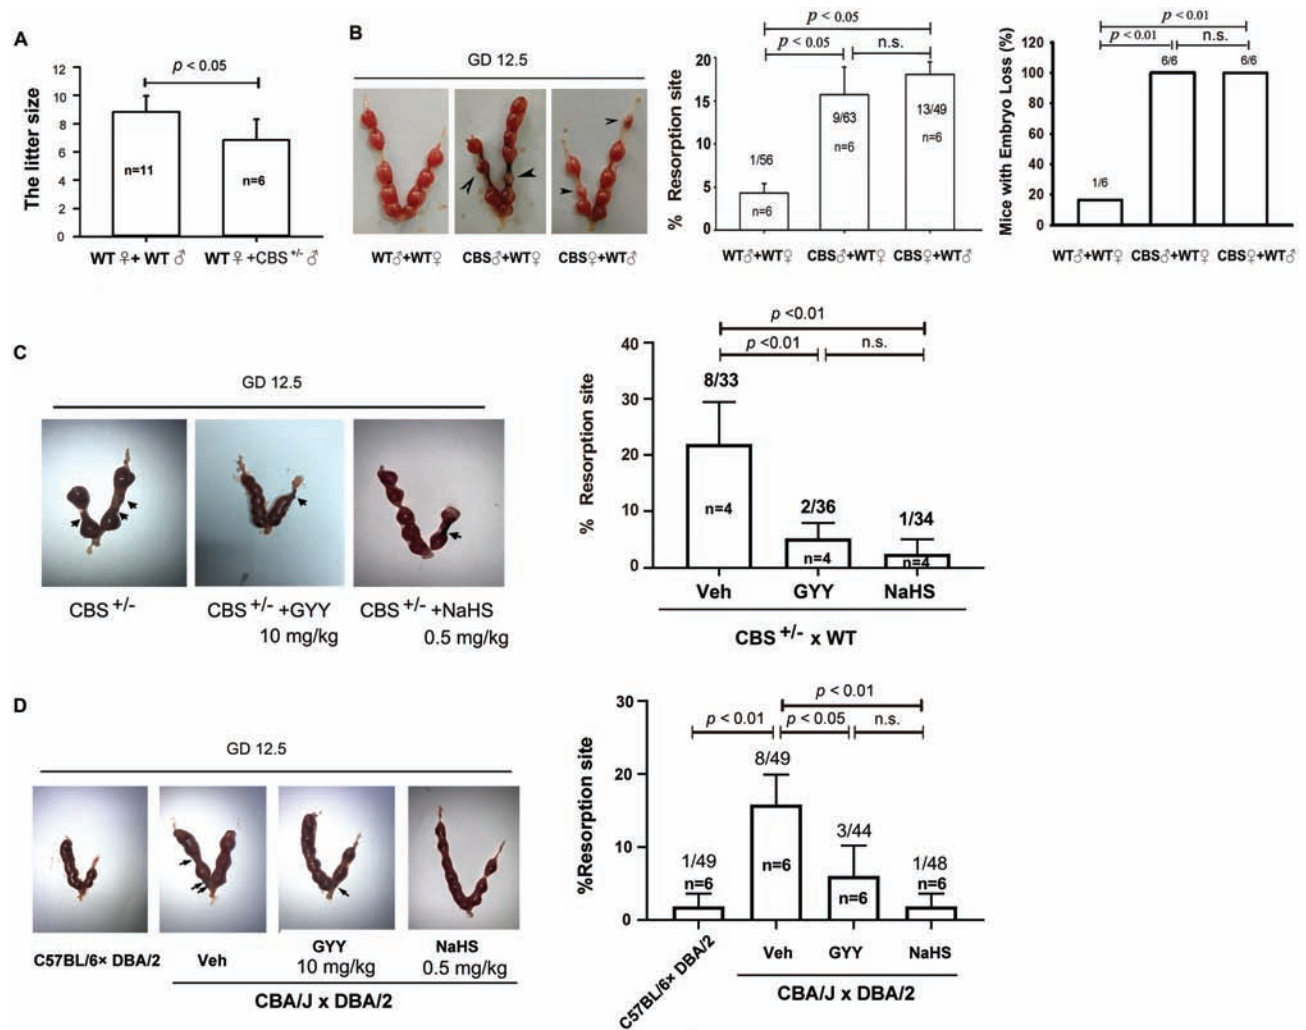 A
The litter size
12
10
8
6
4
2
0
p < 0.05
n=11
n=6
WT ♀+ WT ♂
WT ♀ +CBS+/- ♂
B
GD 12.5
WT♂+WT♀
CBS♂+WT♀
CBS♀+WT♂
% Resorption site
20
15
10
5
0
p < 0.05
p < 0.05
n.s.
1/56
n=6
9/63
n=6
13/49
n=6
WT♂+WT♀
CBS♂+WT♀
CBS♀+WT♂
Mice with Embryo Loss (%)
120
100
80
60
40
20
0
p < 0.01
p < 0.01
n.s.
1/6
6/6
6/6
WT♂+WT♀
CBS♂+WT♀
CBS♀+WT♂
C
GD 12.5
CBS +/-
CBS +/- +GYY
10 mg/kg
CBS +/- +NaHS
0.5 mg/kg
% Resorption site
40
30
20
10
0
p <0.01
p <0.01
n.s.
8/33
n=4
2/36
n=4
1/34
n=4
Veh
GYY
NaHS
CBS +/- x WT
D
GD 12.5
C57BL/6× DBA/2
Veh
GYY
10 mg/kg
NaHS
0.5 mg/kg
CBA/J x DBA/2
%Resorption site
30
20
10
0
p < 0.01
p < 0.01
p < 0.05
n.s.
1/49
n=6
8/49
n=6
3/44
n=6
1/48
n=6
C57BL/6× DBA/2
Veh
GYY
NaHS
CBA/J x DBA/2